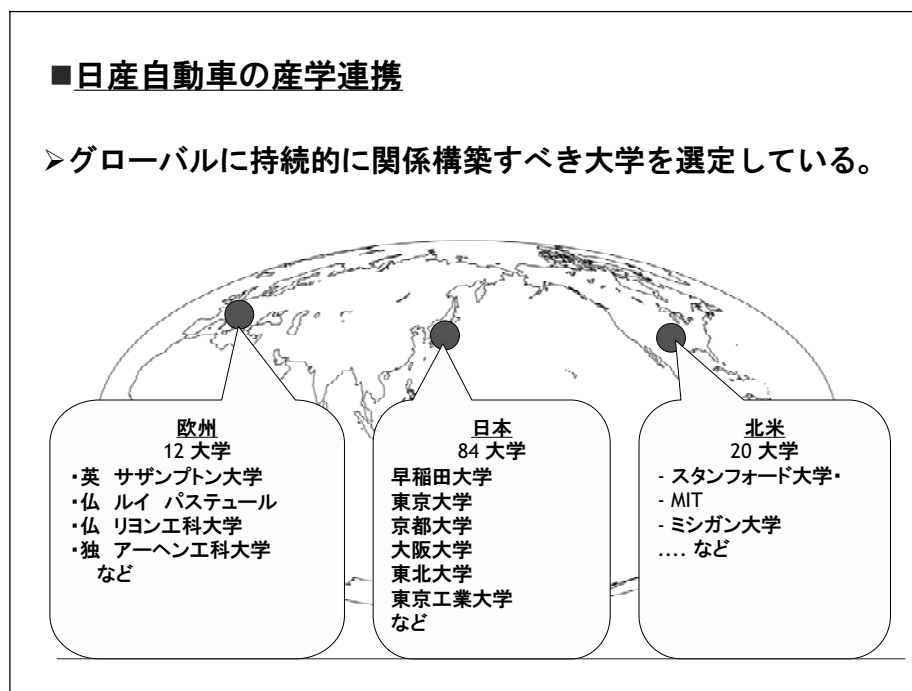 ■日産自動車の産学連携
➢グローバルに持続的に関係構築すべき大学を選定している。
欧州
12 大学
・英 サザンプトン大学
・仏 ルイ パステュール
・仏 リヨン工科大学
・独 アーヘン工科大学
など
日本
84 大学
早稲田大学
東京大学
京都大学
大阪大学
東北大学
東京工業大学
など
北米
20 大学
- スタンフォード大学・
- MIT
- ミシガン大学
.... など